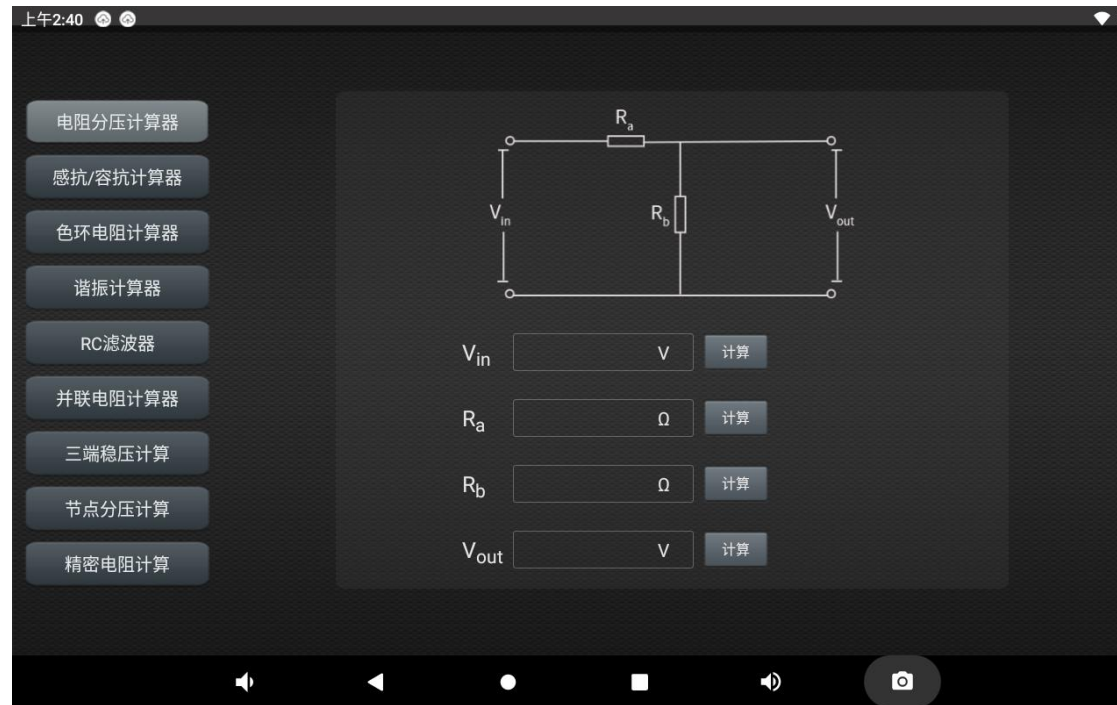 上午2:40
电阻分压计算器
感抗/容抗计算器
色环电阻计算器
谐振计算器
RC滤波器
并联电阻计算器
三端稳压计算
节点分压计算
精密电阻计算
Ra
Vin
Rb
Vout
Vin V 计算
Ra Ω 计算
Rb Ω 计算
Vout V 计算